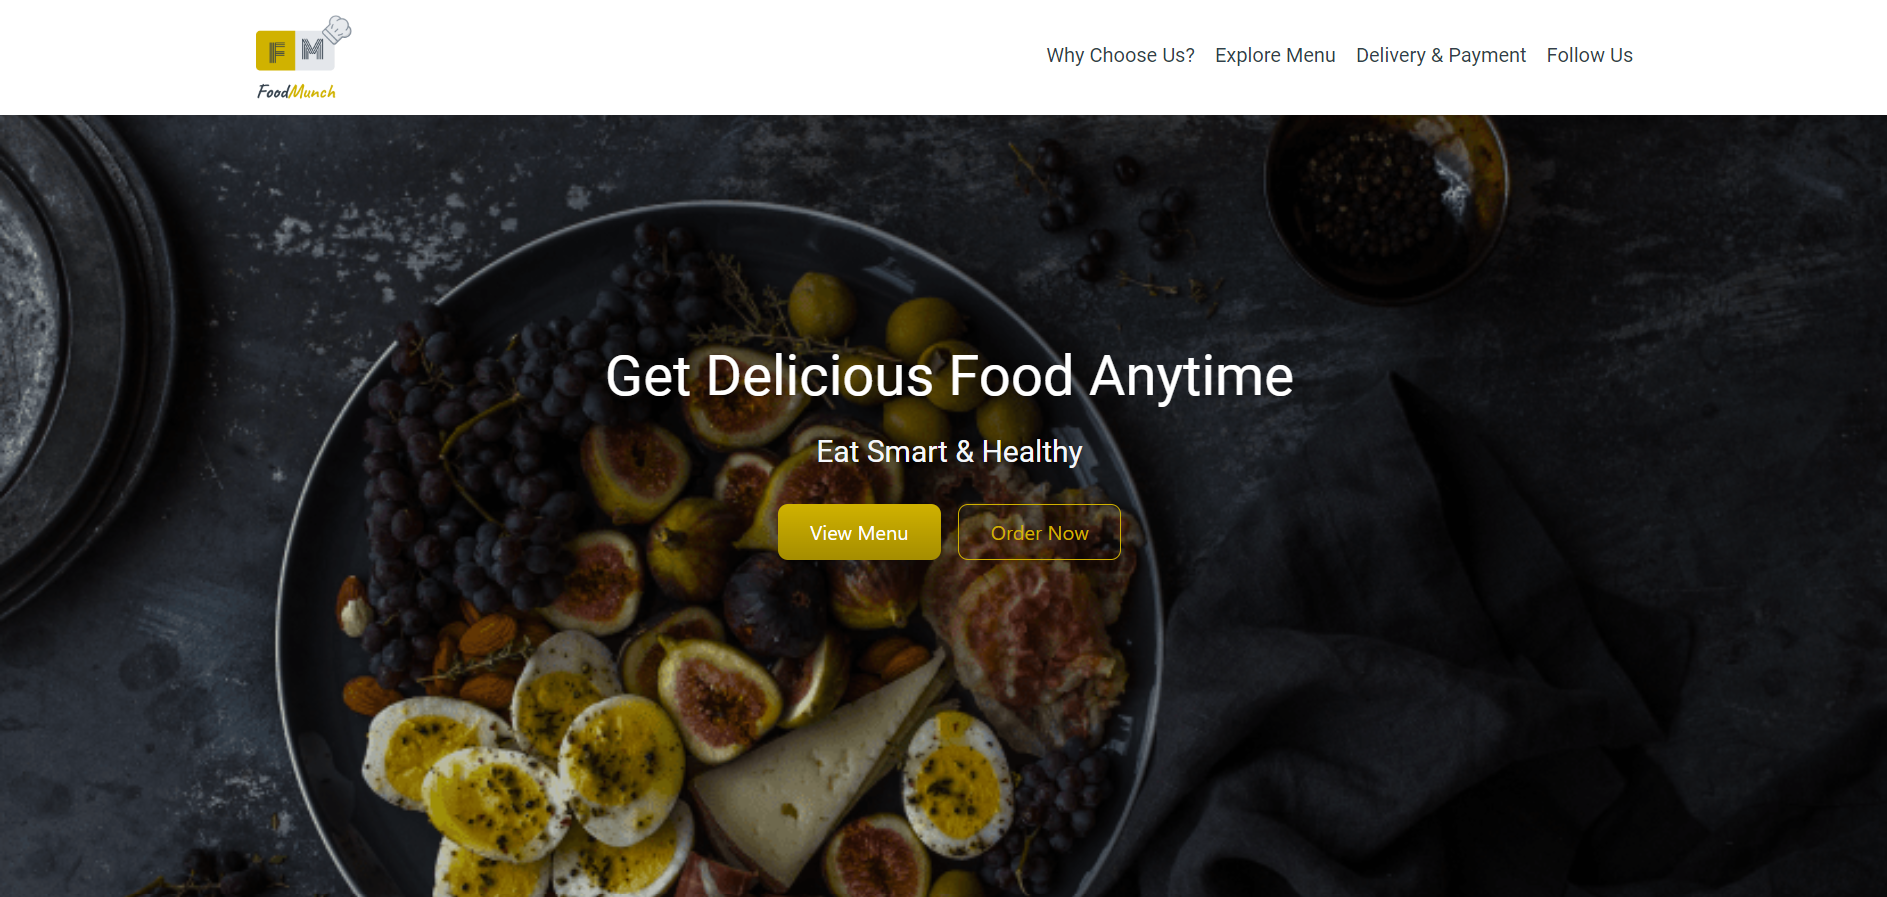 FM
FoodMunch
Why Choose Us? Explore Menu Delivery & Payment Follow Us
Get Delicious Food Anytime
Eat Smart & Healthy
View Menu Order Now